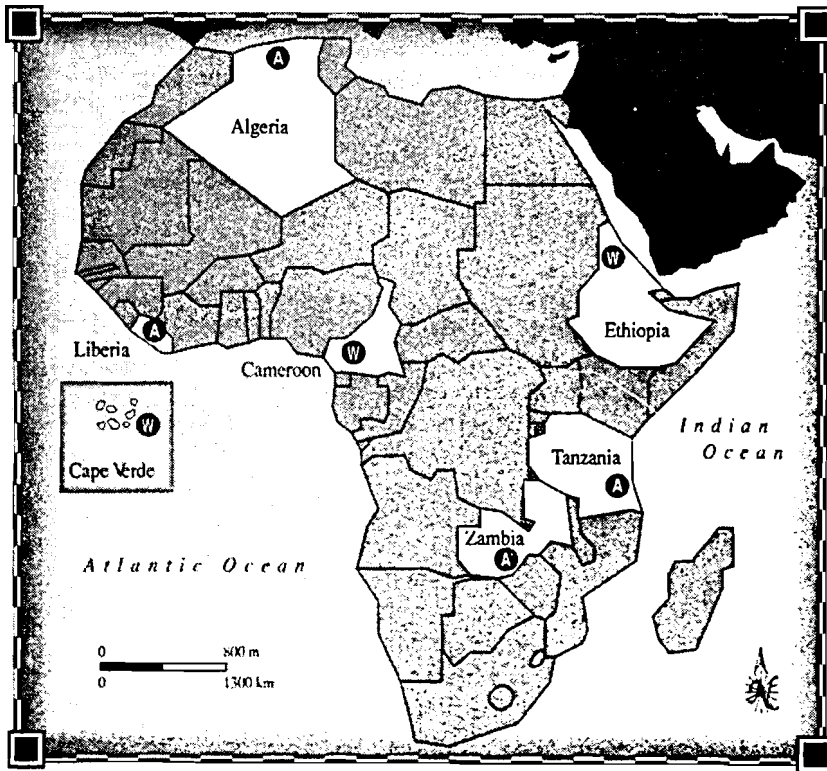 A
Algeria
W
Ethiopia
A
Liberia
W
Cameroon
W
Cape Verde
Indian
Ocean
Tanzania
A
Zambia
A
Atlantic Ocean
0 800 m
0 1300 km